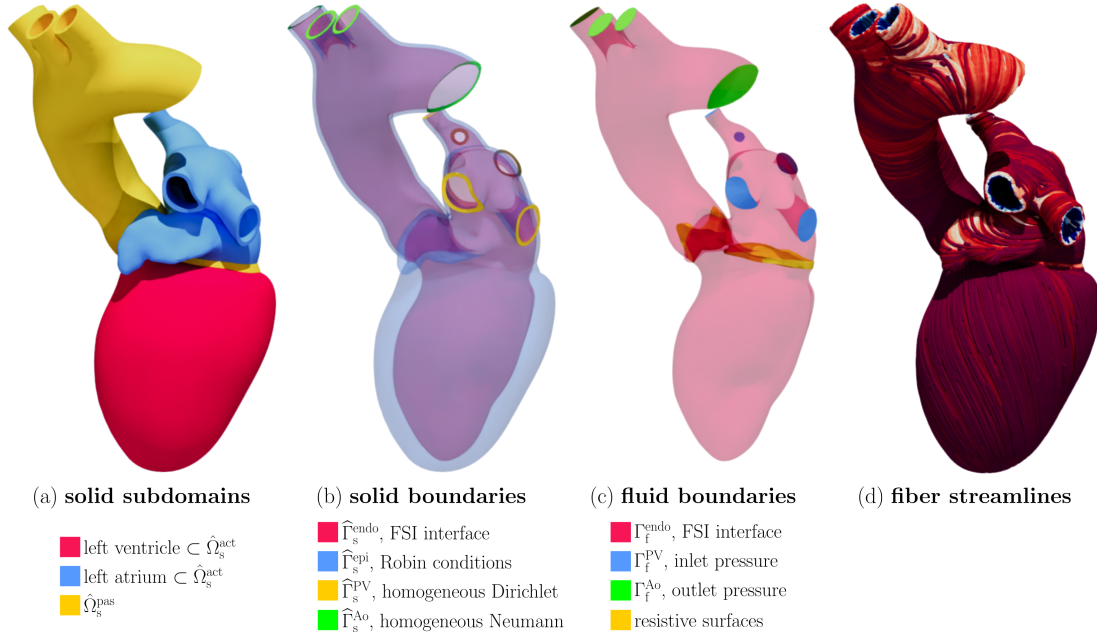 (a) solid subdomains
left ventricle ⊂ Ω̂ₛᵃᶜᵗ
left atrium ⊂ Ω̂ₛᵃᶜᵗ
Ω̂ₛᵖᵃˢ
(b) solid boundaries
Γ̂ₛᵉⁿᵈᵒ, FSI interface
Γ̂ₛᵉᵖⁱ, Robin conditions
Γ̂ₛᴾⱽ, homogeneous Dirichlet
Γ̂ₛᴬᵒ, homogeneous Neumann
(c) fluid boundaries
Γ_fᵉⁿᵈᵒ, FSI interface
Γ_fᴾⱽ, inlet pressure
Γ_fᴬᵒ, outlet pressure
resistive surfaces
(d) fiber streamlines